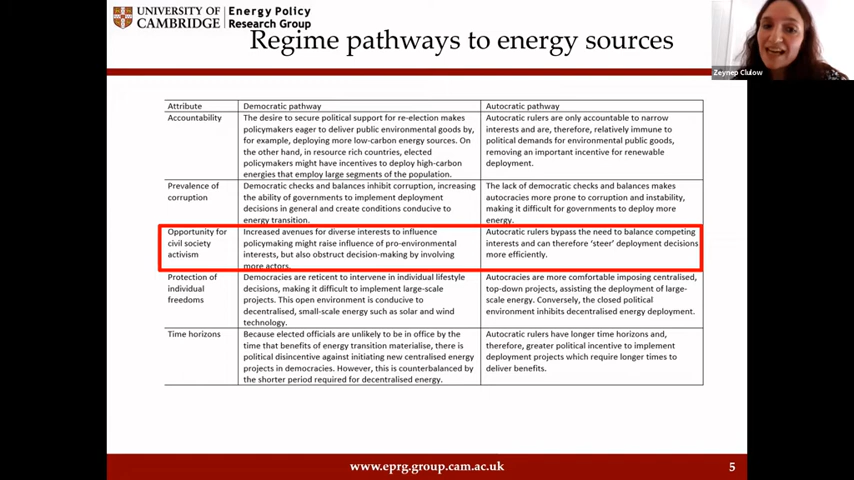 UNIVERSITY OF
CAMBRIDGE
Energy Policy
Research Group
Regime pathways to energy sources
Zeynep Clulow
Attribute
Democratic pathway
Autocratic pathway
Accountability
The desire to secure political support for re-election makes
policymakers eager to deliver public environmental goods by,
for example, deploying more low-carbon energy sources. On
the other hand, in resource rich countries, elected
policymakers might have incentives to deploy high-carbon
energies that employ large segments of the population.
Autocratic rulers are only accountable to narrow
interests and are, therefore, relatively immune to
political demands for environmental public goods,
removing an important incentive for renewable
deployment.
Prevalence of
corruption
Democratic checks and balances inhibit corruption, increasing
the ability of governments to implement deployment
decisions in general and create conditions conducive to
energy transition.
The lack of democratic checks and balances makes
autocracies more prone to corruption and instability,
making it difficult for governments to deploy more
energy.
Opportunity for
civil society
activism
Increased avenues for diverse interests to influence
policymaking might raise influence of pro-environmental
interests, but also obstruct decision-making by involving
more actors.
Autocratic rulers bypass the need to balance competing
interests and can therefore ‘steer’ deployment decisions
more efficiently.
Protection of
individual
freedoms
Democracies are reticent to intervene in individual lifestyle
decisions, making it difficult to implement large-scale
projects. This open environment is conducive to
decentralised, small-scale energy such as solar and wind
technology.
Autocracies are more comfortable imposing centralised,
top-down projects, assisting the deployment of large-
scale energy. Conversely, the closed political
environment inhibits decentralised energy deployment.
Time horizons
Because elected officials are unlikely to be in office by the
time that benefits of energy transition materialise, there is
political disincentive against initiating new centralised energy
projects in democracies. However, this is counterbalanced by
the shorter period required for decentralised energy.
Autocratic rulers have longer time horizons and,
therefore, greater political incentive to implement
deployment projects which require longer times to
deliver benefits.
www.eprg.group.cam.ac.uk
5